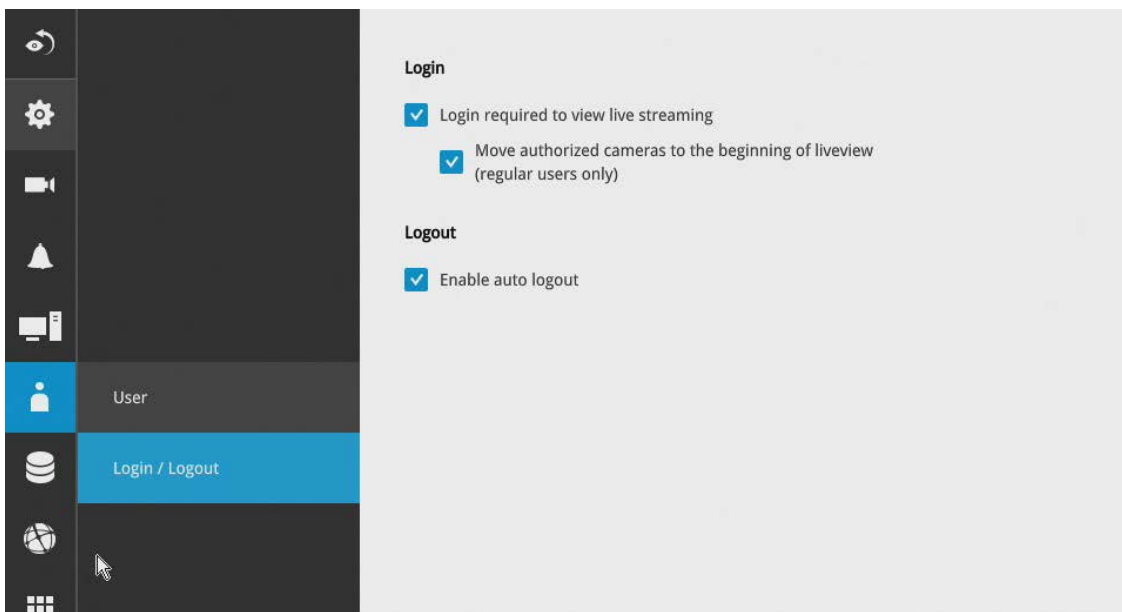 Login
Login required to view live streaming
Move authorized cameras to the beginning of liveview
(regular users only)
Logout
Enable auto logout
User
Login / Logout